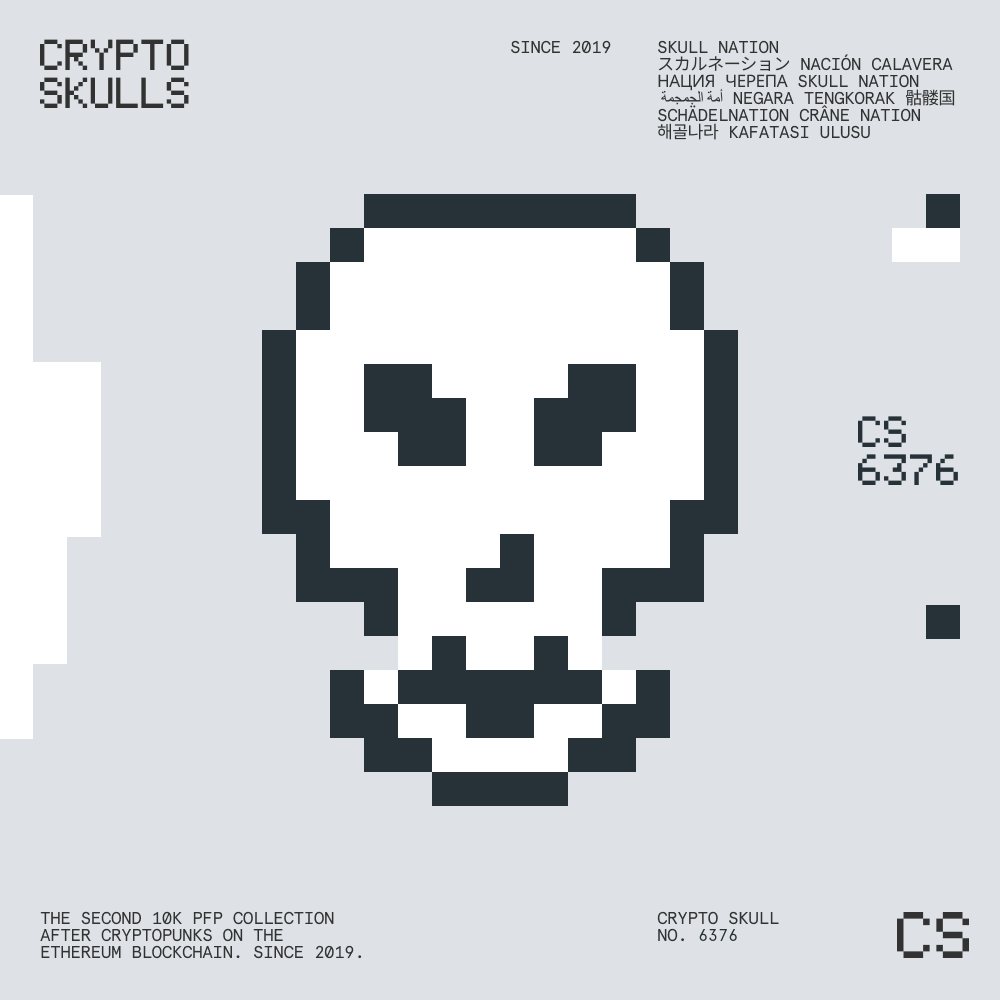 CRYPTO
SKULLS
SINCE 2019
SKULL NATION
スカルネーション NACIÓN CALAVERA
НАЦИЯ ЧЕРЕПА SKULL NATION
أمة الجمجمة NEGARA TENGKORAK 骷髅国
SCHÄDELNATION CRÂNE NATION
해골나라 KAFATASI ULUSU
CS
6376
THE SECOND 10K PFP COLLECTION
AFTER CRYPTOPUNKS ON THE
ETHEREUM BLOCKCHAIN. SINCE 2019.
CRYPTO SKULL
NO. 6376
CS